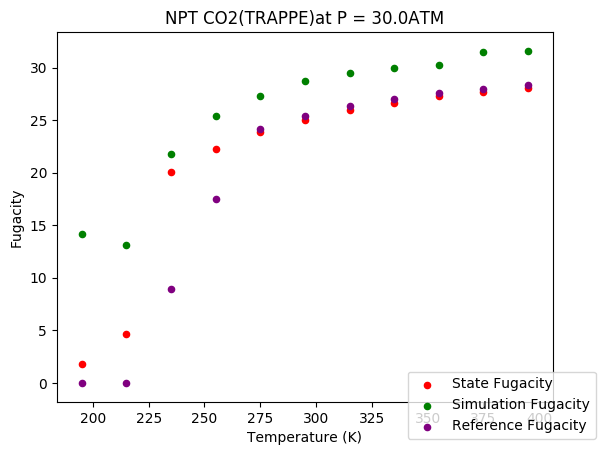 NPT CO2(TRAPPE)at P = 30.0ATM
Fugacity
30
25
20
15
10
5
0
200 225 250 275 300 325 350 375 400
Temperature (K)
State Fugacity
Simulation Fugacity
Reference Fugacity